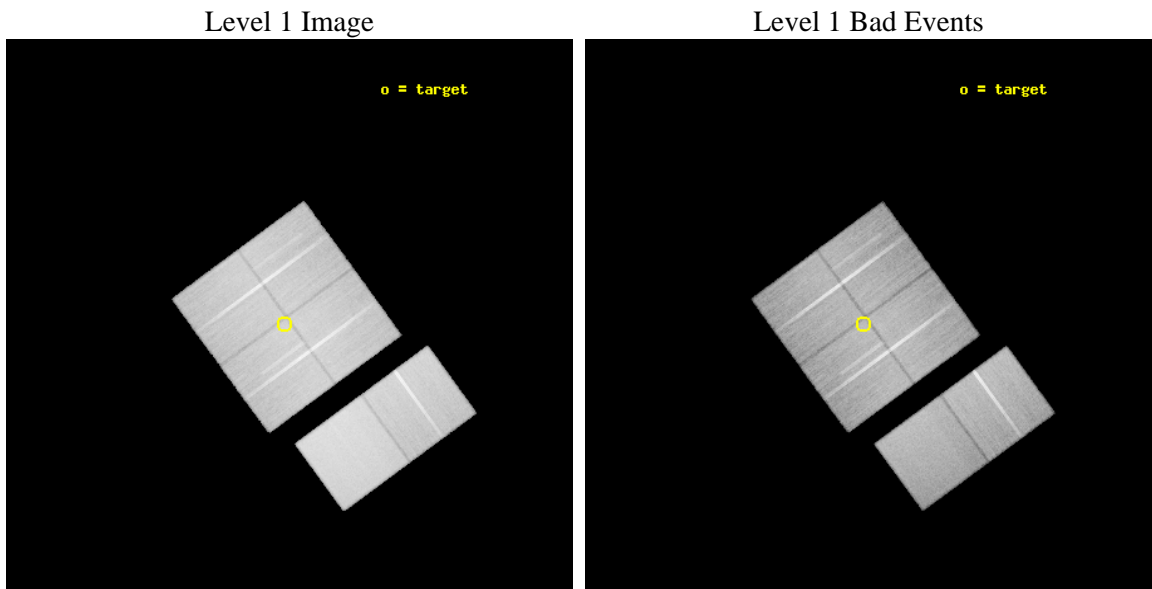 Level 1 Image
Level 1 Bad Events
o = target
o = target